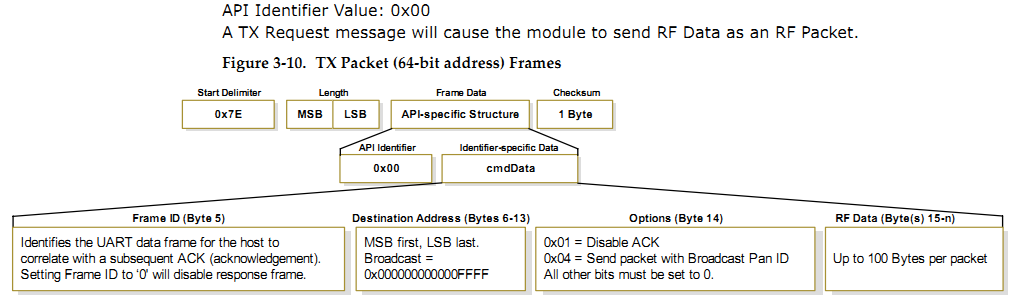 API Identifier Value: 0x00
A TX Request message will cause the module to send RF Data as an RF Packet.
Figure 3-10. TX Packet (64-bit address) Frames
Start Delimiter Length Frame Data Checksum
0x7E MSB LSB API-specific Structure 1 Byte
API Identifier Identifier-specific Data
0x00 cmdData
Frame ID (Byte 5)
Identifies the UART data frame for the host to
correlate with a subsequent ACK (acknowledgement).
Setting Frame ID to ‘0’ will disable response frame.
Destination Address (Bytes 6-13)
MSB first, LSB last.
Broadcast =
0x000000000000FFFF
Options (Byte 14)
0x01 = Disable ACK
0x04 = Send packet with Broadcast Pan ID
All other bits must be set to 0.
RF Data (Byte(s) 15-n)
Up to 100 Bytes per packet